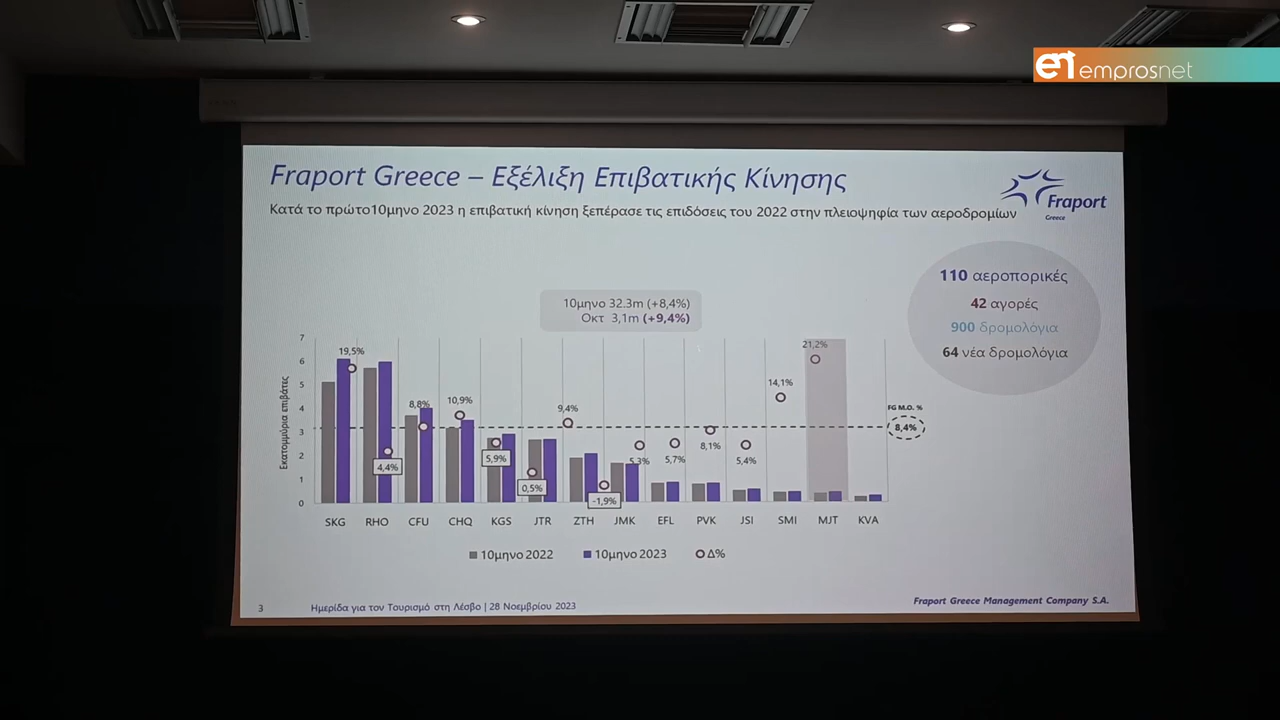 en emprosnet
Fraport Greece – Εξέλιξη Επιβατικής Κίνησης
Κατά το πρώτο10μηνο 2023 η επιβατική κίνηση ξεπέρασε τις επιδόσεις του 2022 στην πλειοψηφία των αεροδρομίων
Fraport
Greece
110 αεροπορικές
42 αγορές
900 δρομολόγια
64 νέα δρομολόγια
10μηνο 32.3m (+8,4%)
Οκτ 3,1m (+9,4%)
Εκατομμύρια επιβάτες
7
6
5
4
3
2
1
0
19,5%
4,4%
8,8%
10,9%
5,9%
0,5%
9,4%
-1,9%
5,3%
5,7%
8,1%
5,4%
14,1%
21,2%
FG Μ.Ο. %
8,4%
SKG RHO CFU CHQ KGS JTR ZTH JMK EFL PVK JSI SMI MJT KVA
10μηνο 2022 10μηνο 2023 Δ%
3 Ημερίδα για τον Τουρισμό στη Λέσβο | 28 Νοεμβρίου 2023
Fraport Greece Management Company S.A.